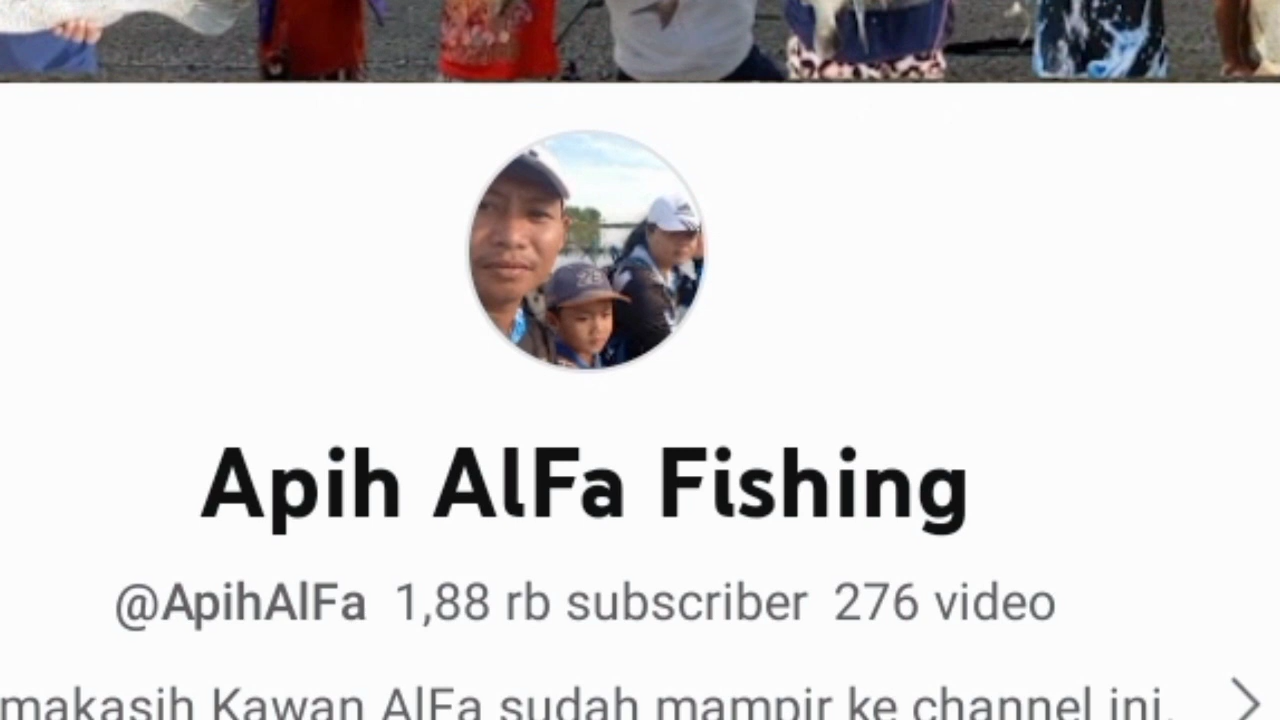 Apih AlFa Fishing
@ApihAlFa 1,88 rb subscriber 276 video
makasih Kawan AlFa sudah mampir ke channel ini.